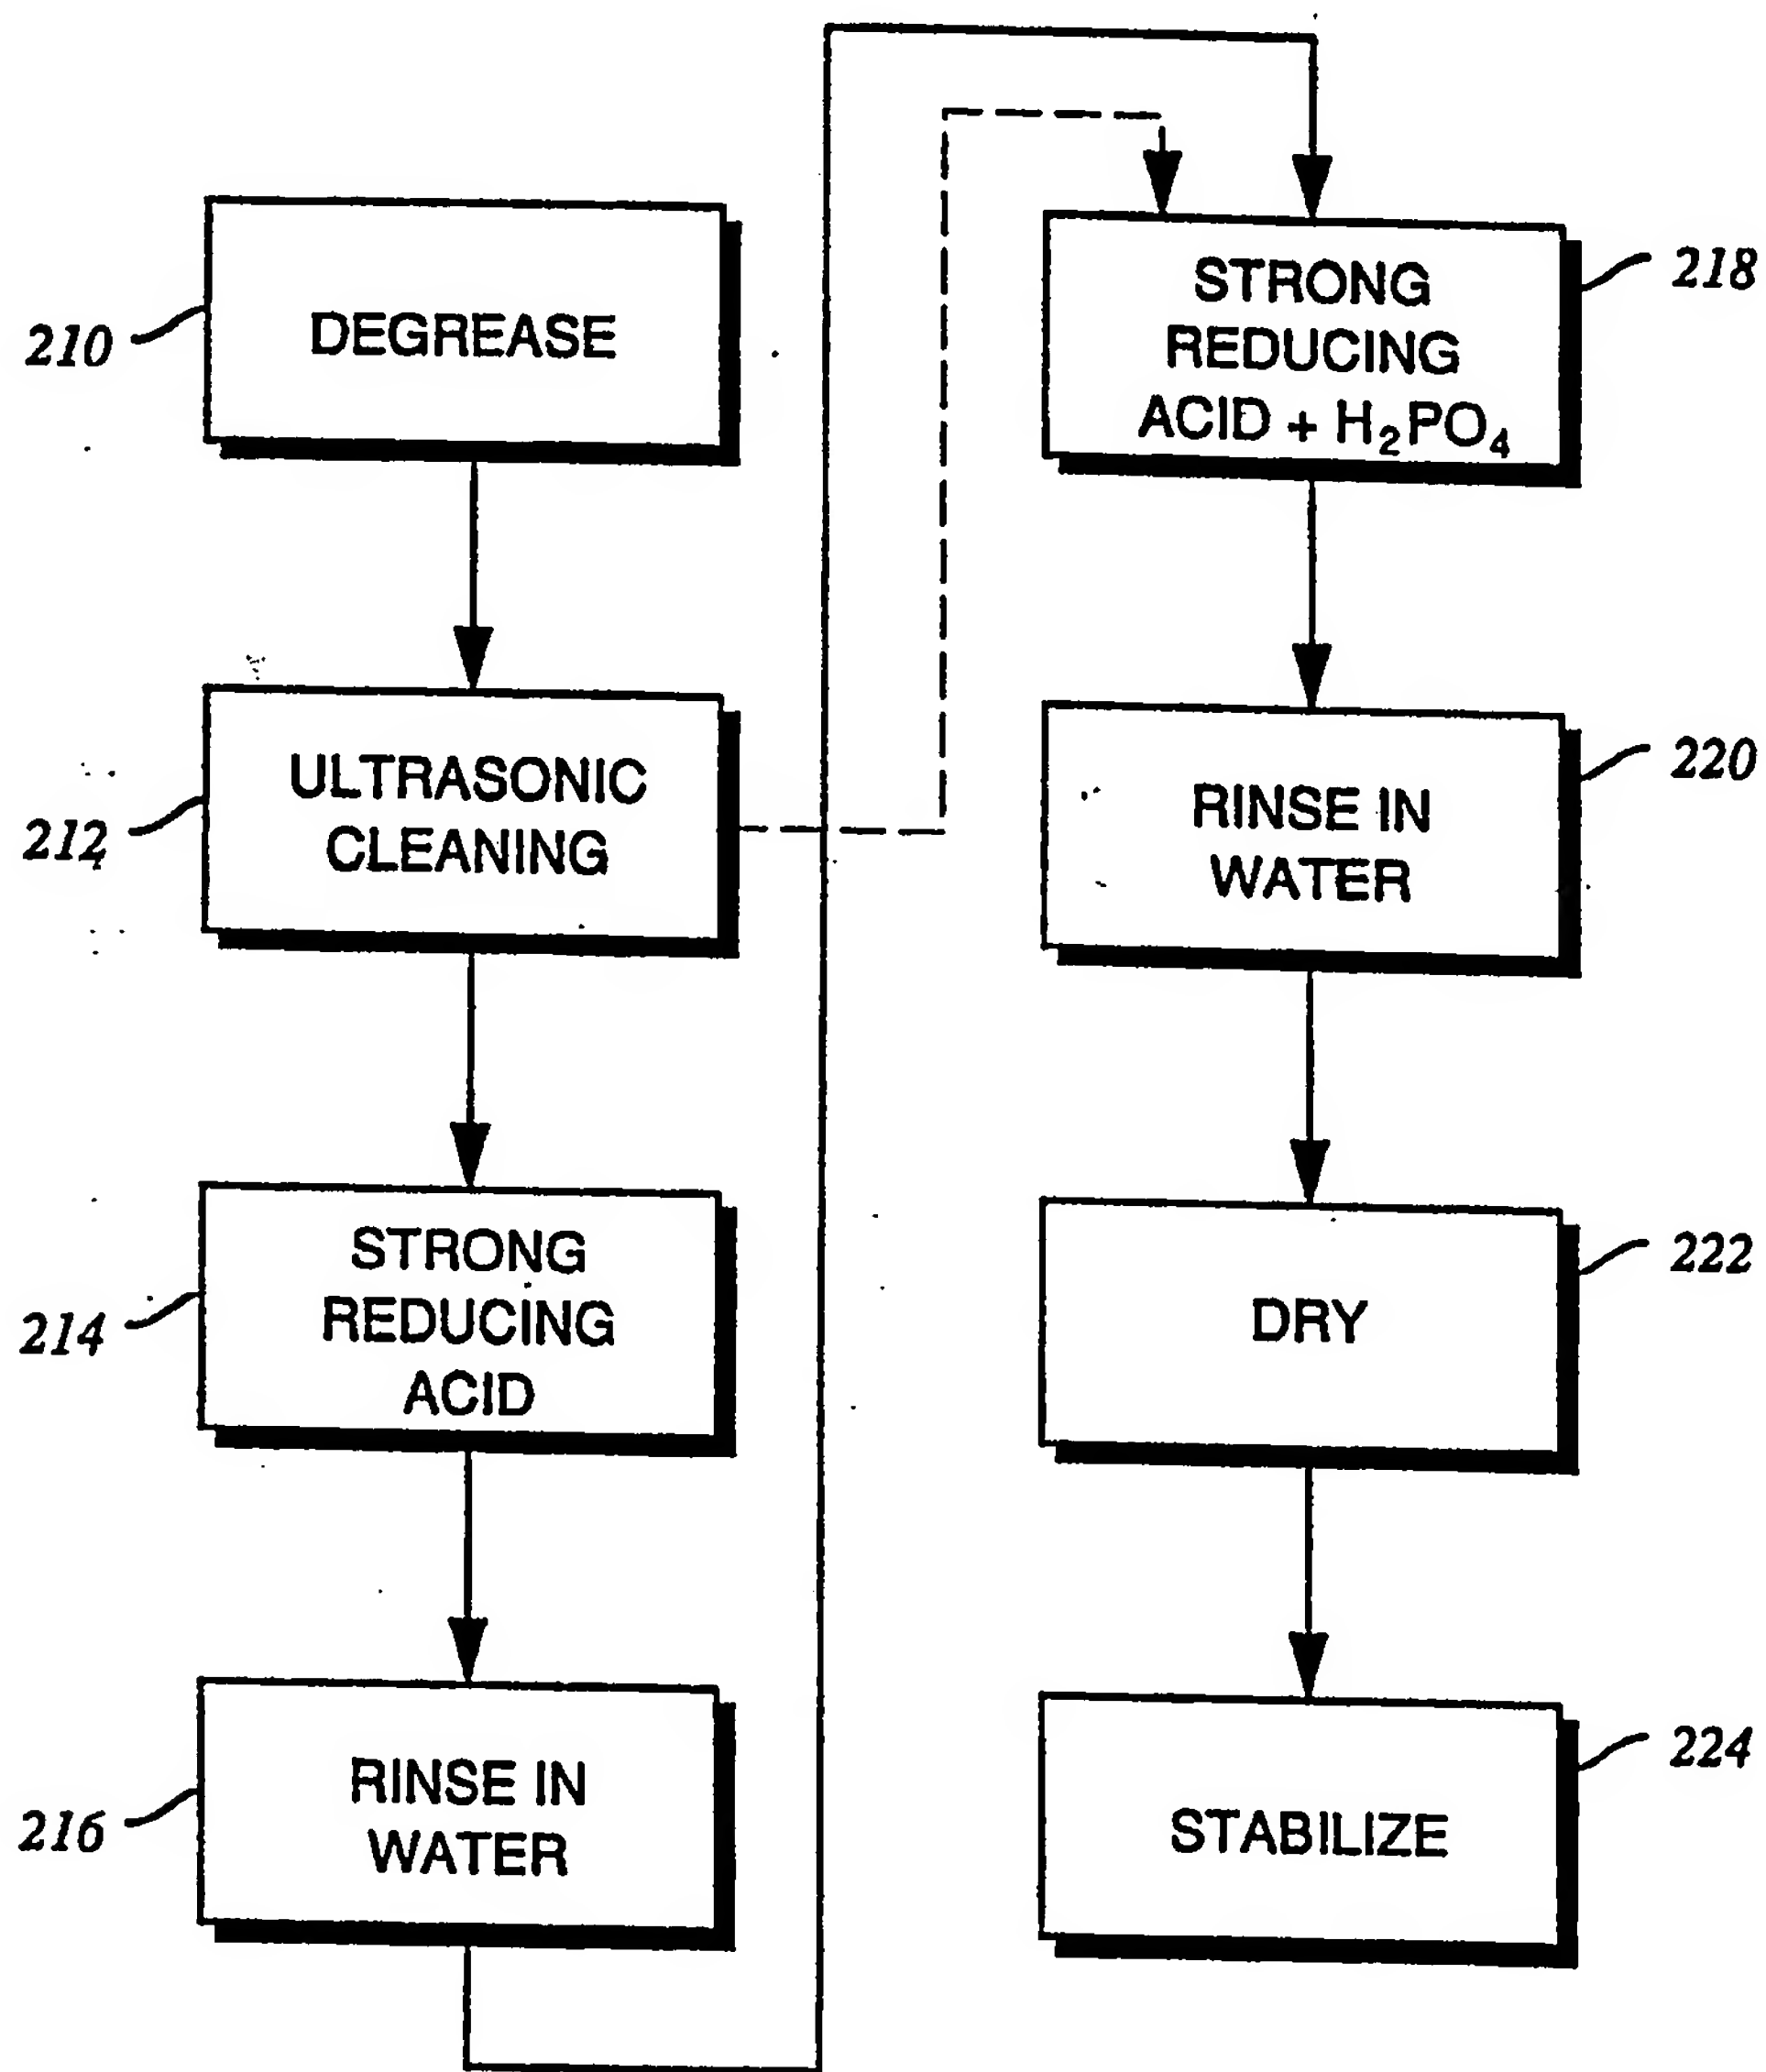 210
DEGREASE
212
ULTRASONIC
CLEANING
214
STRONG
REDUCING
ACID
216
RINSE IN
WATER
218
STRONG
REDUCING
ACID + H₂PO₄
220
RINSE IN
WATER
222
DRY
224
STABILIZE